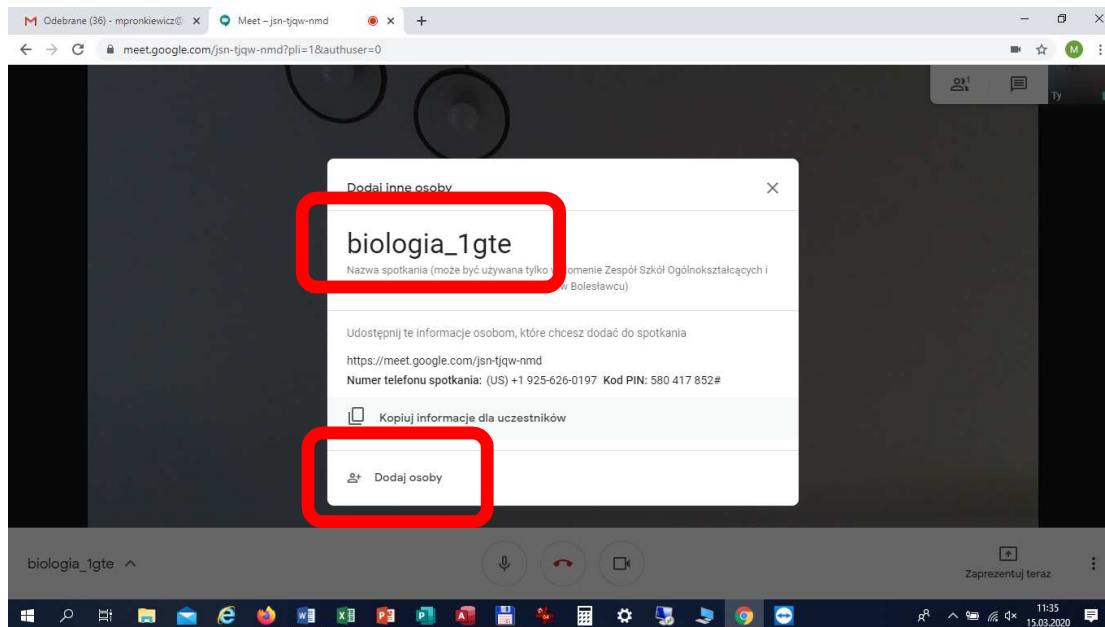 Odebrane (36) - mpronkiewicz@
Meet – jsn-tjqw-nmd
meet.google.com/jsn-tjqw-nmd?pli=1&authuser=0
M
1
Ty
Dodaj inne osoby
biologia_1gte
Nazwa spotkania (może być używana tylko w domenie Zespół Szkół Ogólnokształcących i
w Bolesławcu)
Udostępnij te informacje osobom, które chcesz dodać do spotkania
https://meet.google.com/jsn-tjqw-nmd
Numer telefonu spotkania: (US) +1 925-626-0197 Kod PIN: 580 417 852#
Kopiuj informacje dla uczestników
Dodaj osoby
biologia_1gte
Zaprezentuj teraz
11:35
15.03.2020